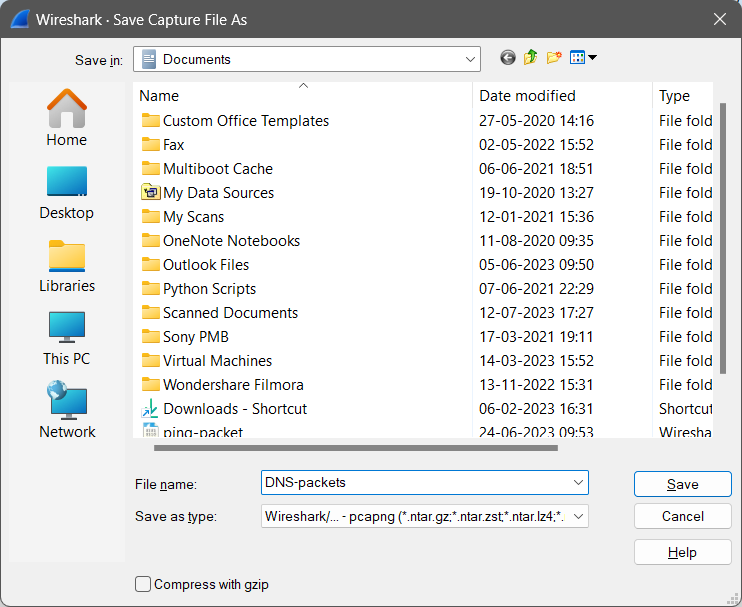 Wireshark · Save Capture File As
Save in: Documents
Name Date modified Type
Custom Office Templates 27-05-2020 14:16 File fold
Fax 02-05-2022 15:52 File fold
Multiboot Cache 06-06-2021 18:51 File fold
My Data Sources 19-10-2020 13:27 File fold
My Scans 12-01-2021 15:36 File fold
OneNote Notebooks 11-08-2020 09:35 File fold
Outlook Files 05-06-2023 09:50 File fold
Python Scripts 07-06-2021 22:29 File fold
Scanned Documents 12-07-2023 17:27 File fold
Sony PMB 17-03-2021 19:11 File fold
Virtual Machines 14-03-2023 15:52 File fold
Wondershare Filmora 13-11-2022 15:31 File fold
Downloads - Shortcut 06-02-2023 16:31 Shortcut
ping-packet 24-06-2023 09:53 Wiresha
Home
Desktop
Libraries
This PC
Network
File name: DNS-packets Save
Save as type: Wireshark/... - pcapng (*.ntar.gz;*.ntar.zst;*.ntar.lz4;*. Cancel
Help
Compress with gzip